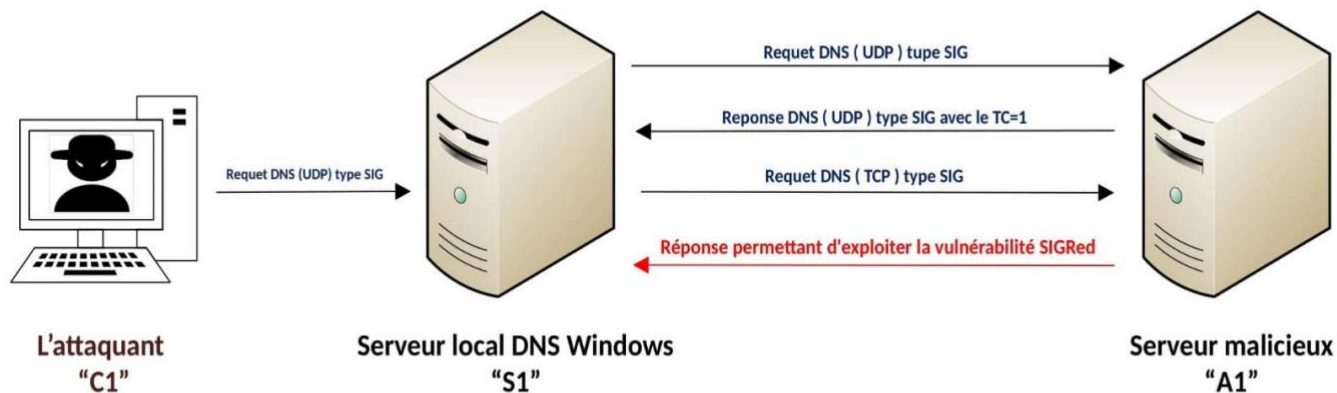 Requet DNS ( UDP ) tupe SIG
Reponse DNS ( UDP ) type SIG avec le TC=1
Requet DNS (UDP) type SIG
Requet DNS ( TCP ) type SIG
Réponse permettant d'exploiter la vulnérabilité SIGRed
L'attaquant
“C1”
Serveur local DNS Windows
“S1”
Serveur malicieux
“A1”